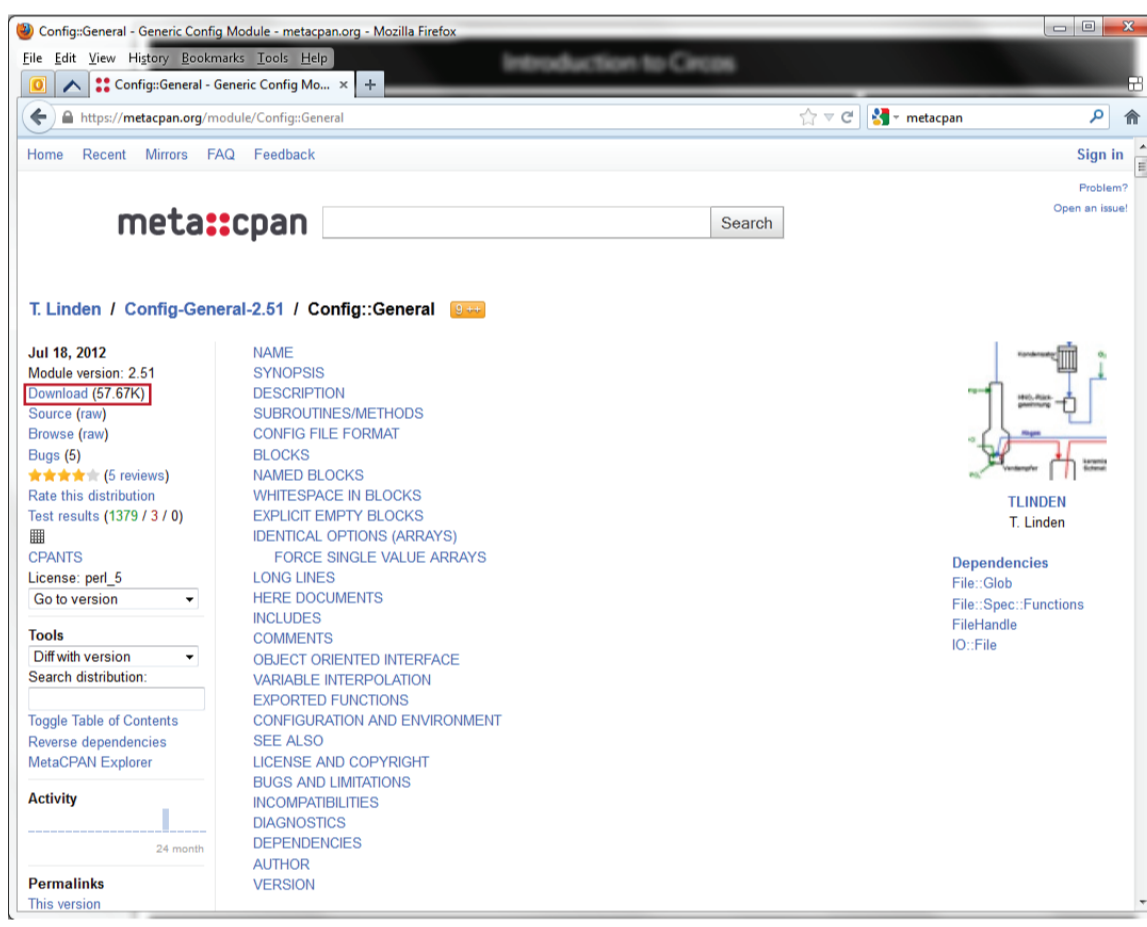 Config::General - Generic Config Module - metacpan.org - Mozilla Firefox
File Edit View History Bookmarks Tools Help
Introduction to Circos
Config::General - Generic Config Mo... × +
https://metacpan.org/module/Config::General
metacpan
Home Recent Mirrors FAQ Feedback
Sign in
Problem?
Open an issue!
meta::cpan
Search
T. Linden / Config-General-2.51 / Config::General 9 ++
Jul 18, 2012
Module version: 2.51
Download (57.67K)
Source (raw)
Browse (raw)
Bugs (5)
(5 reviews)
Rate this distribution
Test results (1379 / 3 / 0)
CPANTS
License: perl_5
Go to version
Tools
Diff with version
Search distribution:
Toggle Table of Contents
Reverse dependencies
MetaCPAN Explorer
Activity
24 month
Permalinks
This version
NAME
SYNOPSIS
DESCRIPTION
SUBROUTINES/METHODS
CONFIG FILE FORMAT
BLOCKS
NAMED BLOCKS
WHITESPACE IN BLOCKS
EXPLICIT EMPTY BLOCKS
IDENTICAL OPTIONS (ARRAYS)
FORCE SINGLE VALUE ARRAYS
LONG LINES
HERE DOCUMENTS
INCLUDES
COMMENTS
OBJECT ORIENTED INTERFACE
VARIABLE INTERPOLATION
EXPORTED FUNCTIONS
CONFIGURATION AND ENVIRONMENT
SEE ALSO
LICENSE AND COPYRIGHT
BUGS AND LIMITATIONS
INCOMPATIBILITIES
DIAGNOSTICS
DEPENDENCIES
AUTHOR
VERSION
Kondensator
Verdampfer
TLINDEN
T. Linden
Dependencies
File::Glob
File::Spec::Functions
FileHandle
IO::File